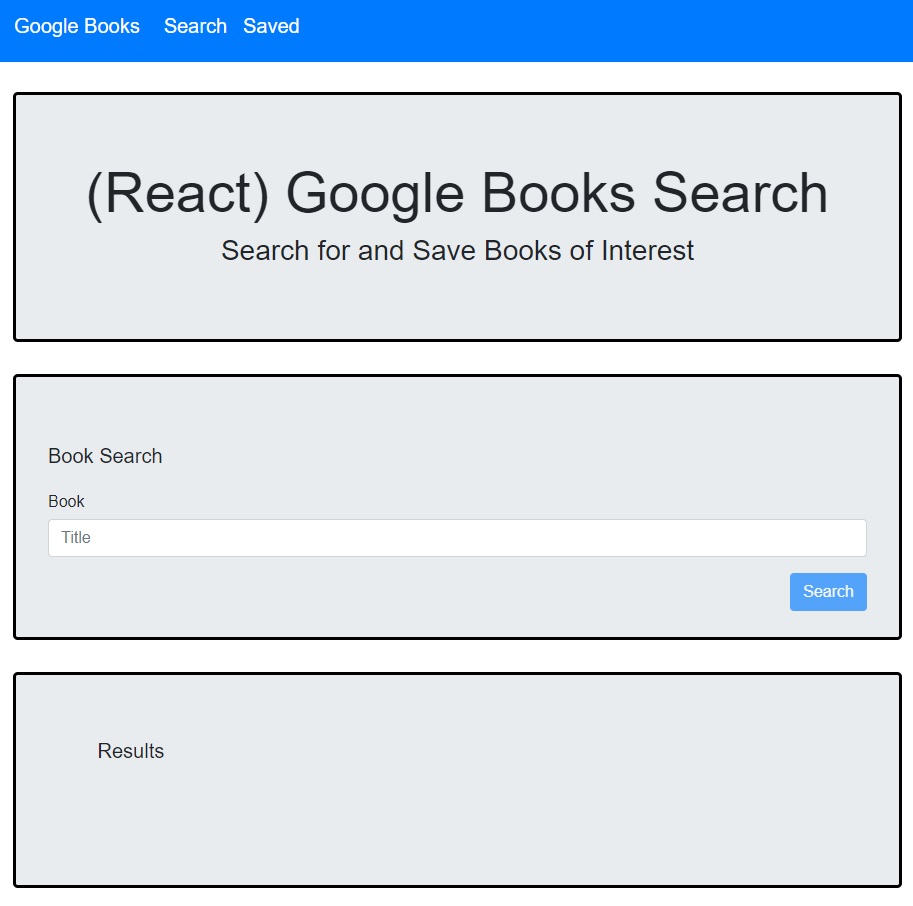 Google Books Search Saved
(React) Google Books Search
Search for and Save Books of Interest
Book Search
Book
Title
Search
Results